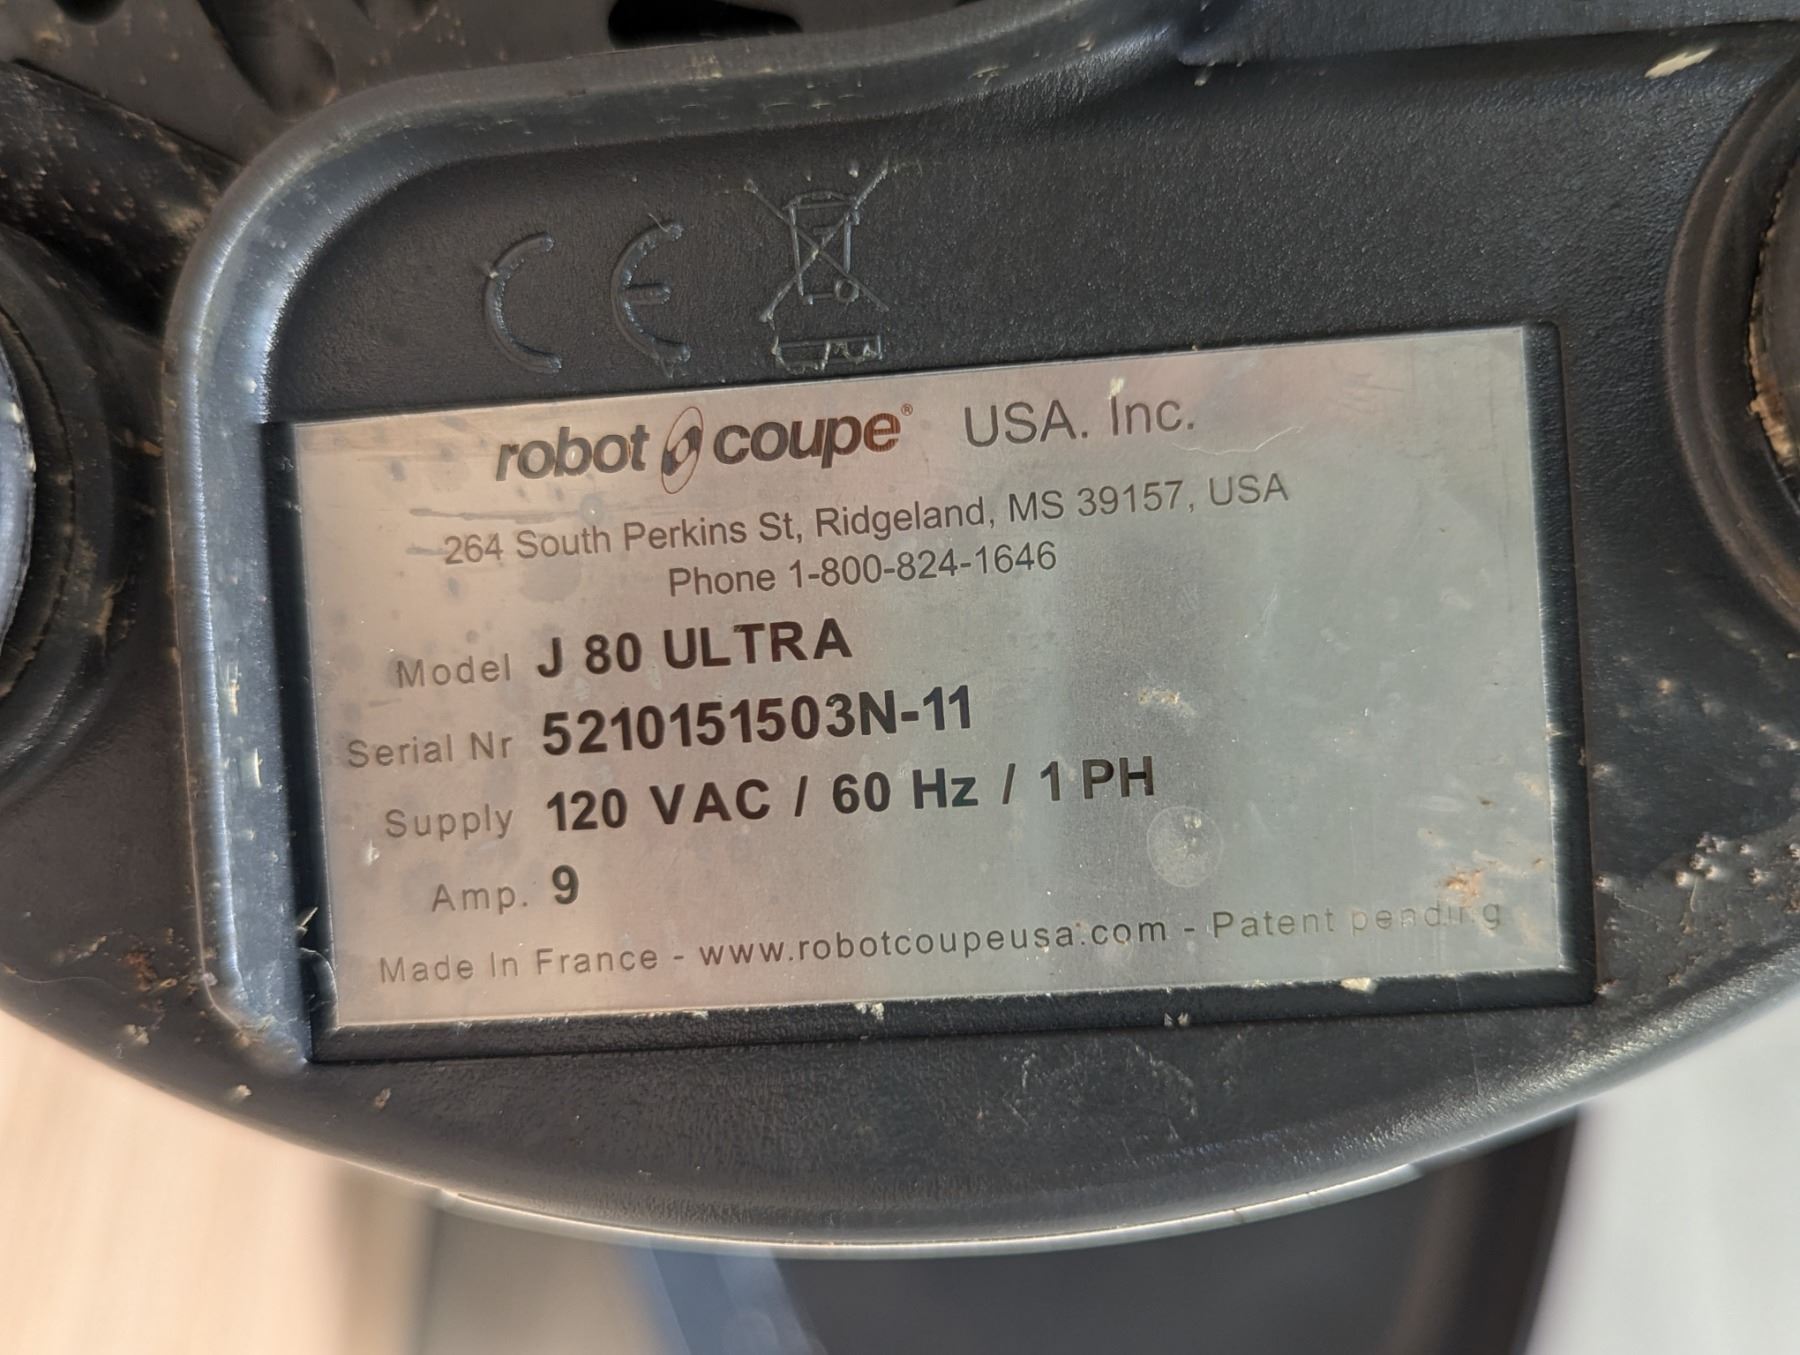 CE
robot coupe® USA. Inc.
264 South Perkins St, Ridgeland, MS 39157, USA
Phone 1-800-824-1646
Model J 80 ULTRA
Serial Nr 5210151503N-11
Supply 120 VAC / 60 Hz / 1 PH
Amp. 9
Made In France - www.robotcoupeusa.com - Patent pending